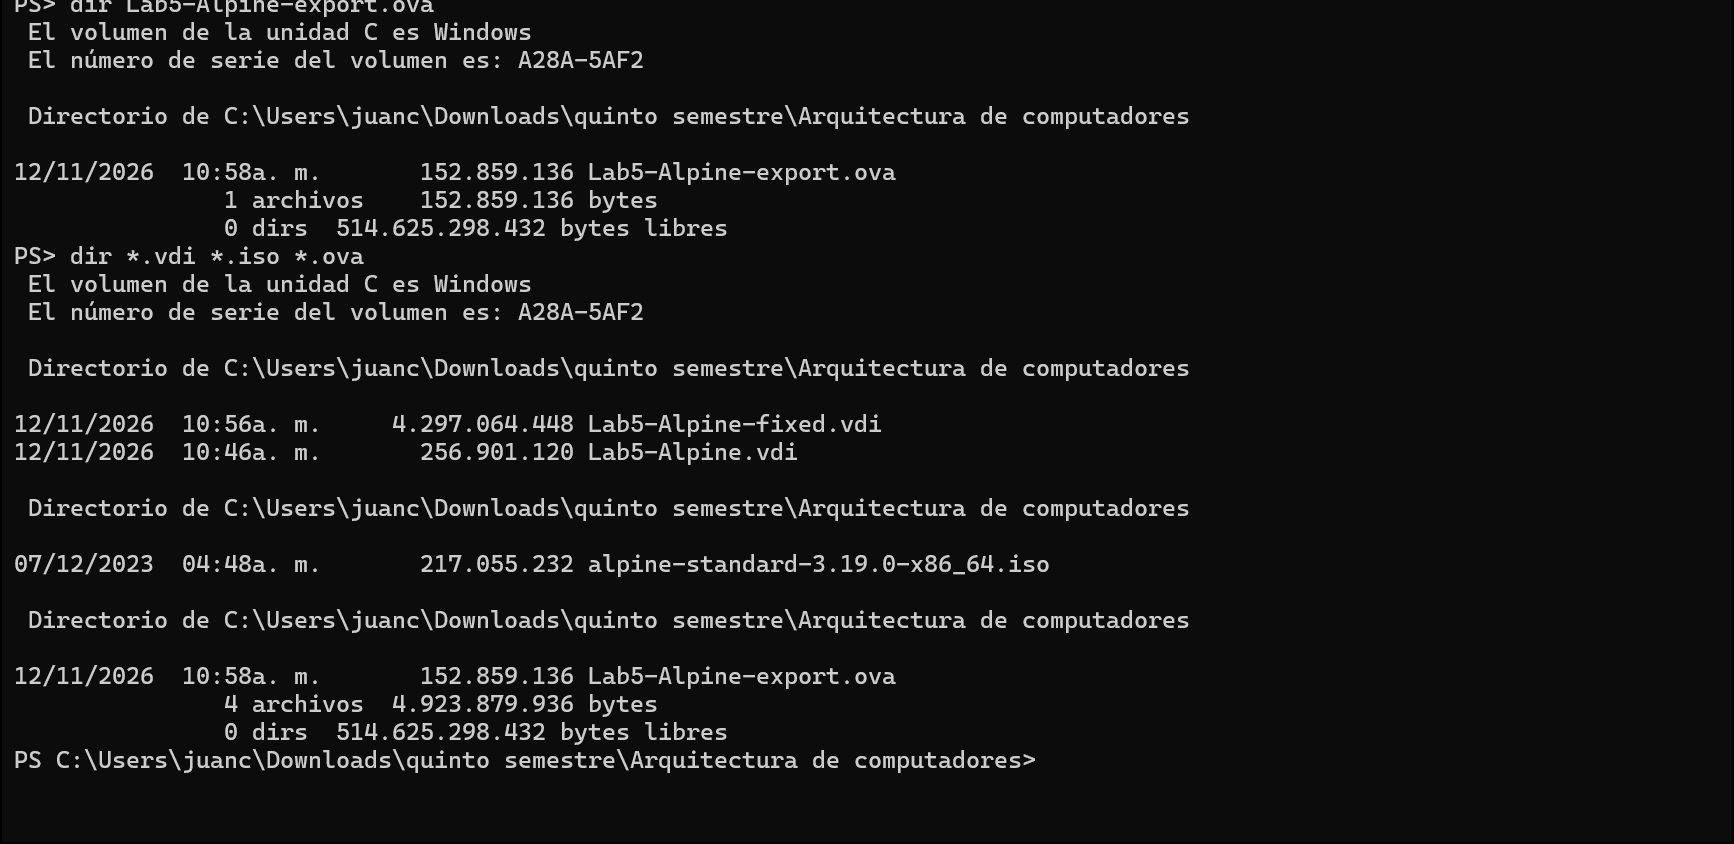 PS> dir Lab5-Alpine-export.ova
El volumen de la unidad C es Windows
El número de serie del volumen es: A28A-5AF2
Directorio de C:\Users\juanc\Downloads\quinto semestre\Arquitectura de computadores
12/11/2026  10:58a. m.       152.859.136 Lab5-Alpine-export.ova
1 archivos    152.859.136 bytes
0 dirs  514.625.298.432 bytes libres
PS> dir *.vdi *.iso *.ova
El volumen de la unidad C es Windows
El número de serie del volumen es: A28A-5AF2
Directorio de C:\Users\juanc\Downloads\quinto semestre\Arquitectura de computadores
12/11/2026  10:56a. m.     4.297.064.448 Lab5-Alpine-fixed.vdi
12/11/2026  10:46a. m.       256.901.120 Lab5-Alpine.vdi
Directorio de C:\Users\juanc\Downloads\quinto semestre\Arquitectura de computadores
07/12/2023  04:48a. m.       217.055.232 alpine-standard-3.19.0-x86_64.iso
Directorio de C:\Users\juanc\Downloads\quinto semestre\Arquitectura de computadores
12/11/2026  10:58a. m.       152.859.136 Lab5-Alpine-export.ova
4 archivos  4.923.879.936 bytes
0 dirs  514.625.298.432 bytes libres
PS C:\Users\juanc\Downloads\quinto semestre\Arquitectura de computadores>